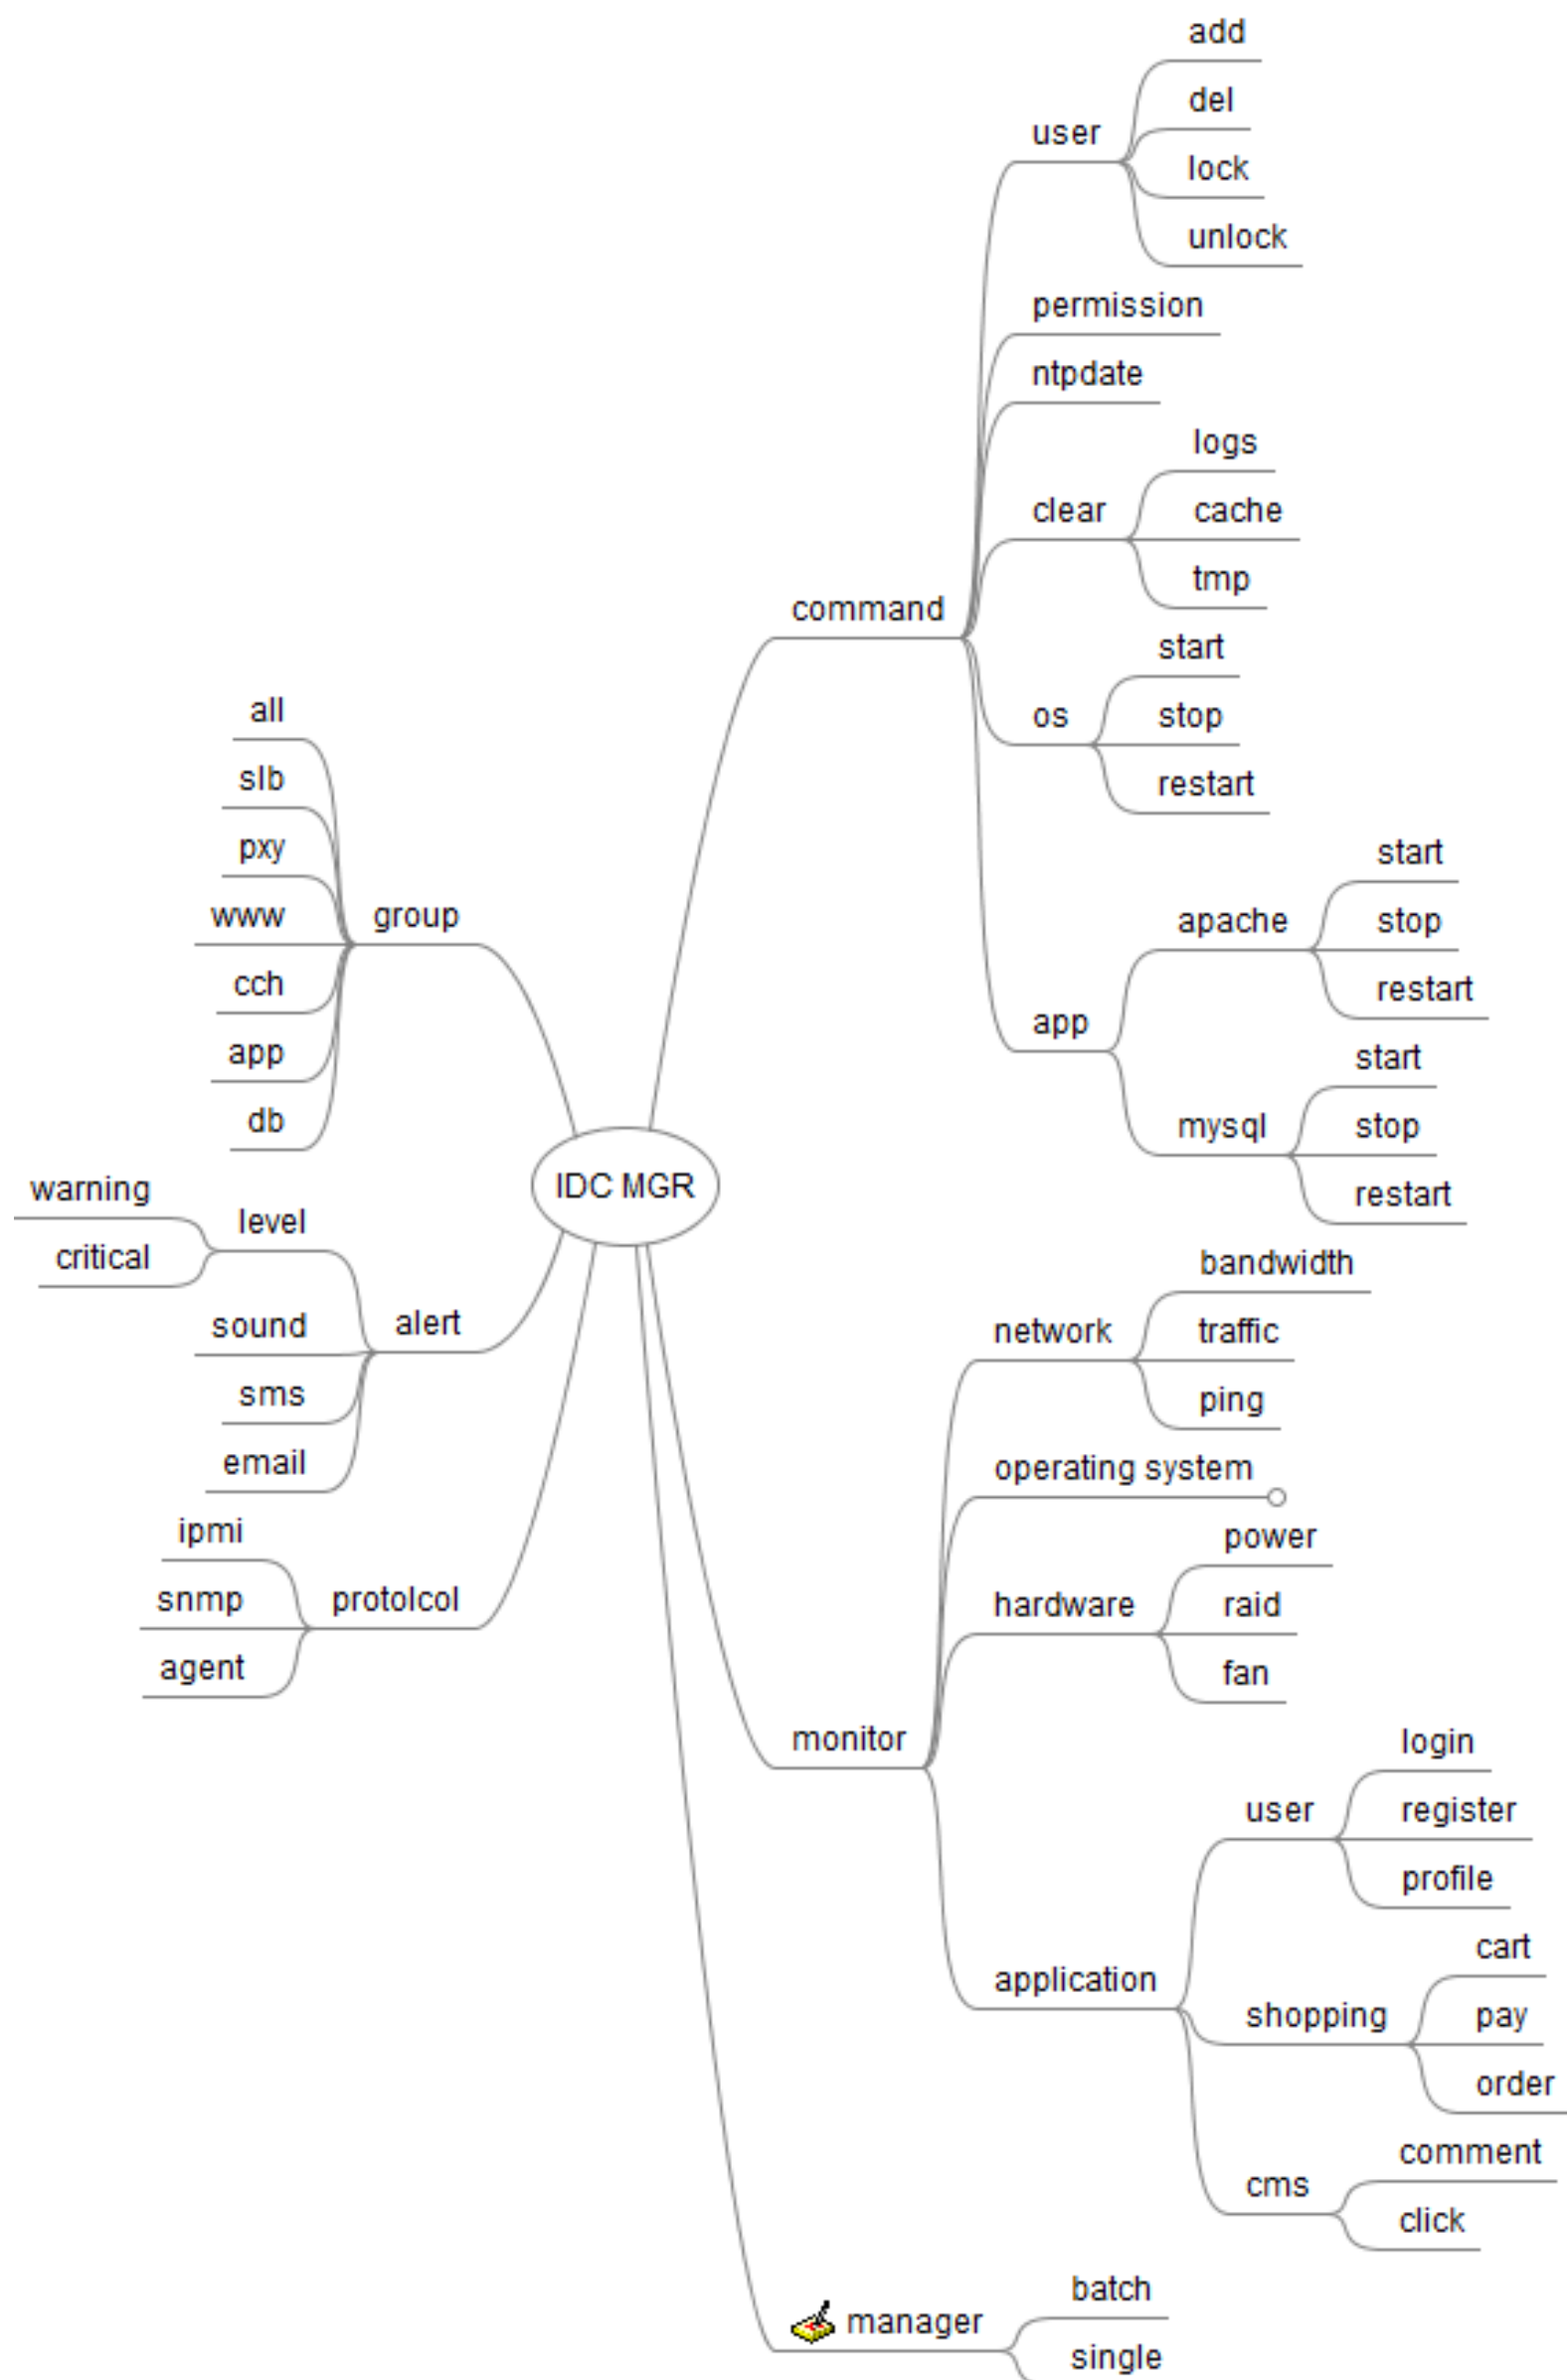 IDC MGR
command
user
add
del
lock
unlock
permission
ntpdate
clear
logs
cache
tmp
os
start
stop
restart
app
apache
start
stop
restart
mysql
start
stop
restart
monitor
network
bandwidth
traffic
ping
operating system
hardware
power
raid
fan
application
user
login
register
profile
shopping
cart
pay
order
cms
comment
click
manager
batch
single
group
all
slb
pxy
www
cch
app
db
alert
level
warning
critical
sound
sms
email
protolcol
ipmi
snmp
agent